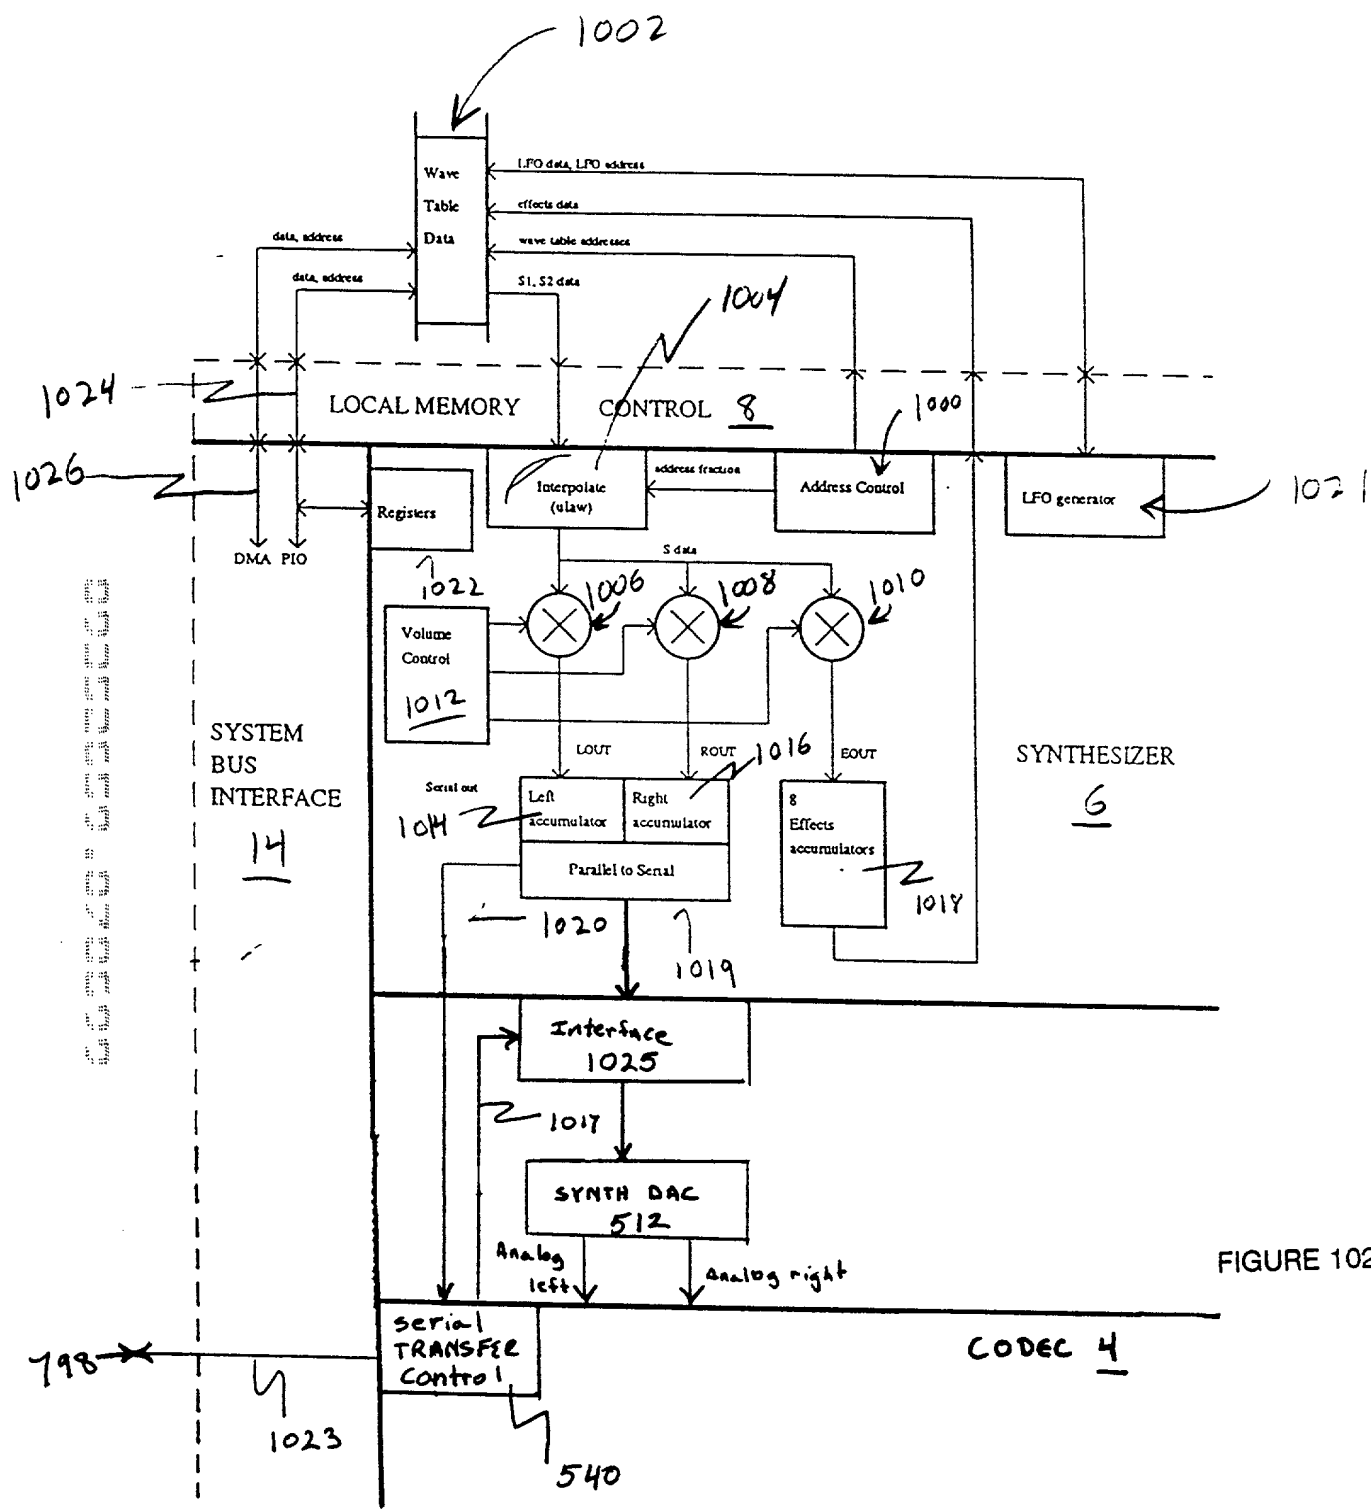 1002
Wave
Table
Data
LFO data, LFO address
effects data
wave table addresses
S1, S2 data
data, address
data, address
1004
1024
LOCAL MEMORY CONTROL 8
1000
1026
Registers
1022
Interpolate
(ulaw)
address fraction
Address Control
LFO generator
1021
DMA PIO
S data
1006
1008
1010
Volume
Control
1012
SYSTEM
BUS
INTERFACE
14
LOUT
ROUT
1016
EOUT
SYNTHESIZER
6
Serial out
1014
Left
accumulator
Right
accumulator
8
Effects
accumulators
1018
Parallel to Serial
1020
1019
Interface
1025
1017
SYNTH DAC
512
Analog
left
Analog right
FIGURE 102
serial
TRANSFER
control
CODEC 4
798
1023
540